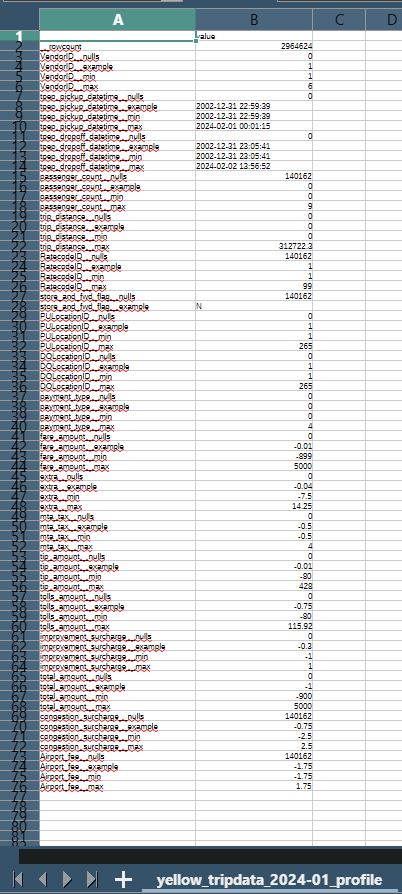 A B C D
1 value
2 __rowcount 2964624
3 VendorID__nulls 0
4 VendorID__example 1
5 VendorID__min 1
6 VendorID__max 6
7 tpep_pickup_datetime__nulls 0
8 tpep_pickup_datetime__example 2002-12-31 22:59:39
9 tpep_pickup_datetime__min 2002-12-31 22:59:39
10 tpep_pickup_datetime__max 2024-02-01 00:01:15
11 tpep_dropoff_datetime__nulls 0
12 tpep_dropoff_datetime__example 2002-12-31 23:05:41
13 tpep_dropoff_datetime__min 2002-12-31 23:05:41
14 tpep_dropoff_datetime__max 2024-02-02 13:56:52
15 passenger_count__nulls 140162
16 passenger_count__example 0
17 passenger_count__min 0
18 passenger_count__max 9
19 trip_distance__nulls 0
20 trip_distance__example 0
21 trip_distance__min 0
22 trip_distance__max 312722.3
23 RatecodeID__nulls 140162
24 RatecodeID__example 1
25 RatecodeID__min 1
26 RatecodeID__max 99
27 store_and_fwd_flag__nulls 140162
28 store_and_fwd_flag__example N
29 PULocationID__nulls 0
30 PULocationID__example 1
31 PULocationID__min 1
32 PULocationID__max 265
33 DOLocationID__nulls 0
34 DOLocationID__example 1
35 DOLocationID__min 1
36 DOLocationID__max 265
37 payment_type__nulls 0
38 payment_type__example 0
39 payment_type__min 0
40 payment_type__max 4
41 fare_amount__nulls 0
42 fare_amount__example -0.01
43 fare_amount__min -899
44 fare_amount__max 5000
45 extra__nulls 0
46 extra__example -0.04
47 extra__min -7.5
48 extra__max 14.25
49 mta_tax__nulls 0
50 mta_tax__example -0.5
51 mta_tax__min -0.5
52 mta_tax__max 4
53 tip_amount__nulls 0
54 tip_amount__example -0.01
55 tip_amount__min -80
56 tip_amount__max 428
57 tolls_amount__nulls 0
58 tolls_amount__example -0.75
59 tolls_amount__min -80
60 tolls_amount__max 115.92
61 improvement_surcharge__nulls 0
62 improvement_surcharge__example -0.3
63 improvement_surcharge__min -1
64 improvement_surcharge__max 1
65 total_amount__nulls 0
66 total_amount__example -1
67 total_amount__min -900
68 total_amount__max 5000
69 congestion_surcharge__nulls 140162
70 congestion_surcharge__example -0.75
71 congestion_surcharge__min -2.5
72 congestion_surcharge__max 2.5
73 Airport_fee__nulls 140162
74 Airport_fee__example -1.75
75 Airport_fee__min -1.75
76 Airport_fee__max 1.75
77
78
79
80
81
yellow_tripdata_2024-01_profile